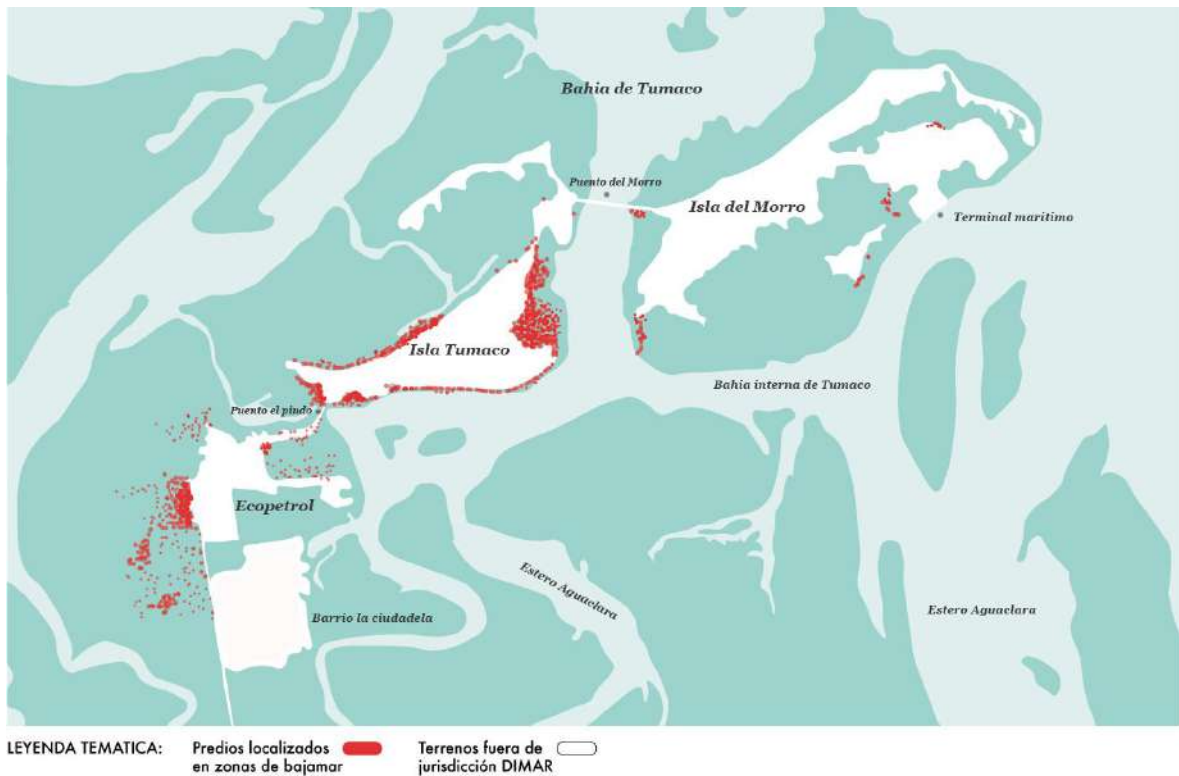 Bahia de Tumaco
Puento del Morro
Isla del Morro
Terminal maritimo
Isla Tumaco
Bahia interna de Tumaco
Puento el pindo
Ecopetrol
Estero Aguaclara
Barrio la ciudadela
Estero Aguaclara
LEYENDA TEMATICA:
Predios localizados
en zonas de bajamar
Terrenos fuera de
jurisdicción DIMAR